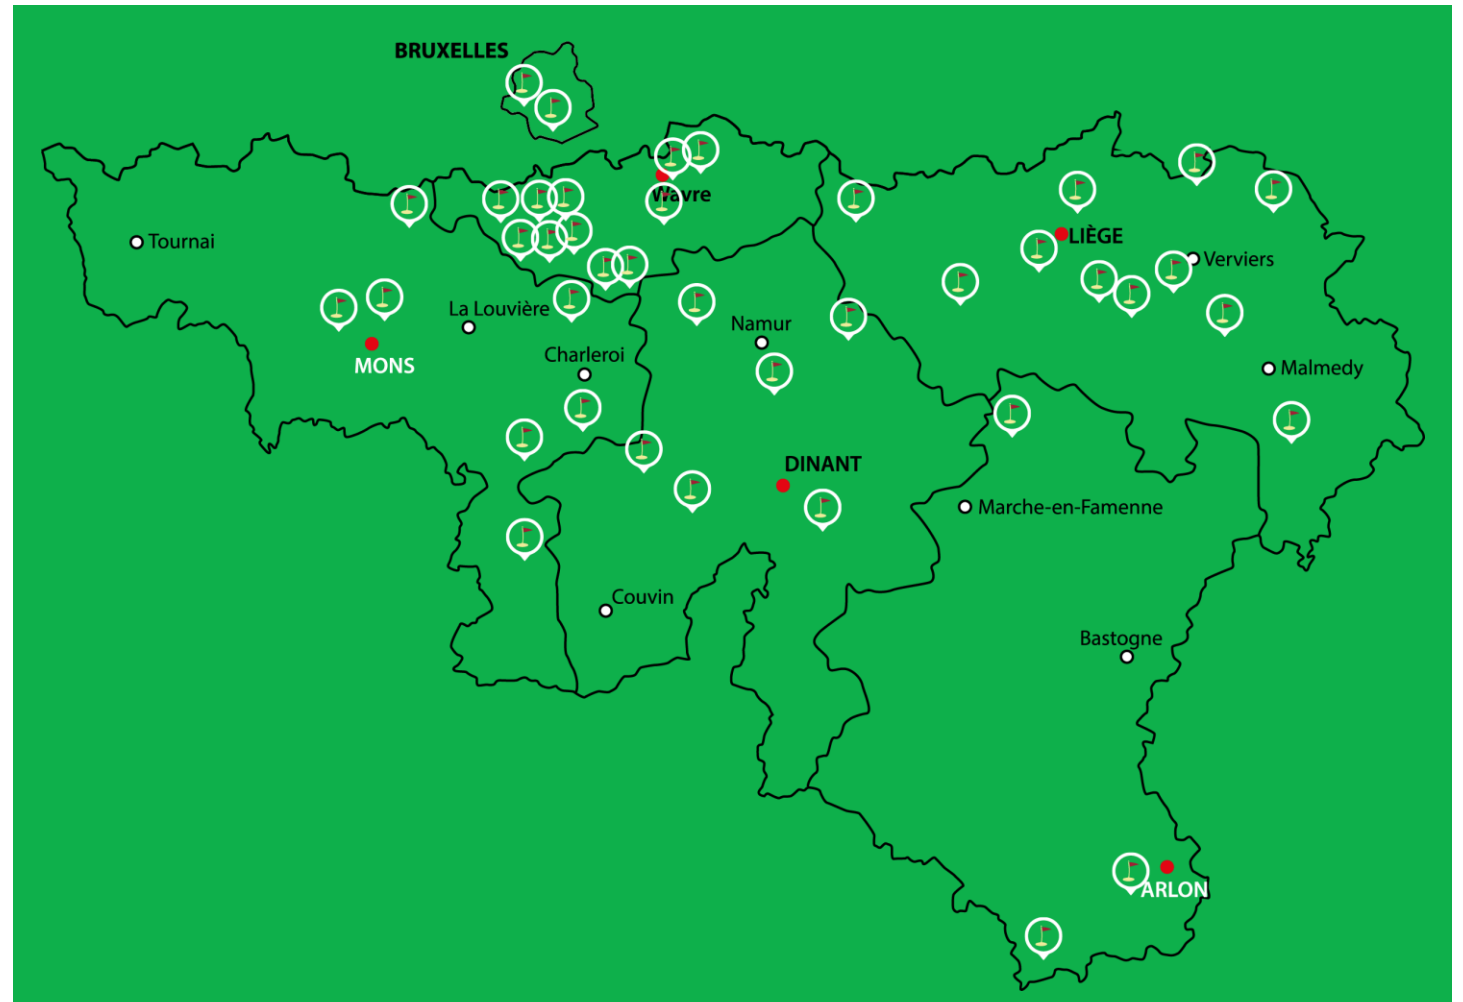 BRUXELLES
Wavre
Tournai
LIÈGE
Verviers
La Louvière
Namur
MONS
Charleroi
Malmedy
DINANT
Marche-en-Famenne
Couvin
Bastogne
ARLON